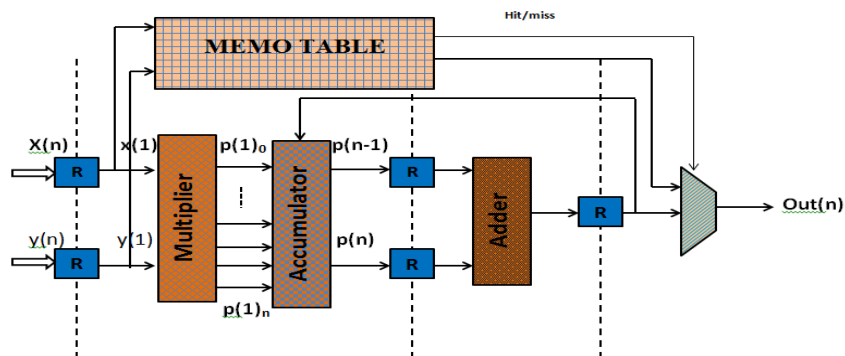 Hit/miss
MEMO TABLE
X(n)
x(1)
p(1)0
p(n-1)
R
R
Multiplier
Accumulator
Adder
R
Out(n)
y(n)
y(1)
p(n)
R
R
p(1)n